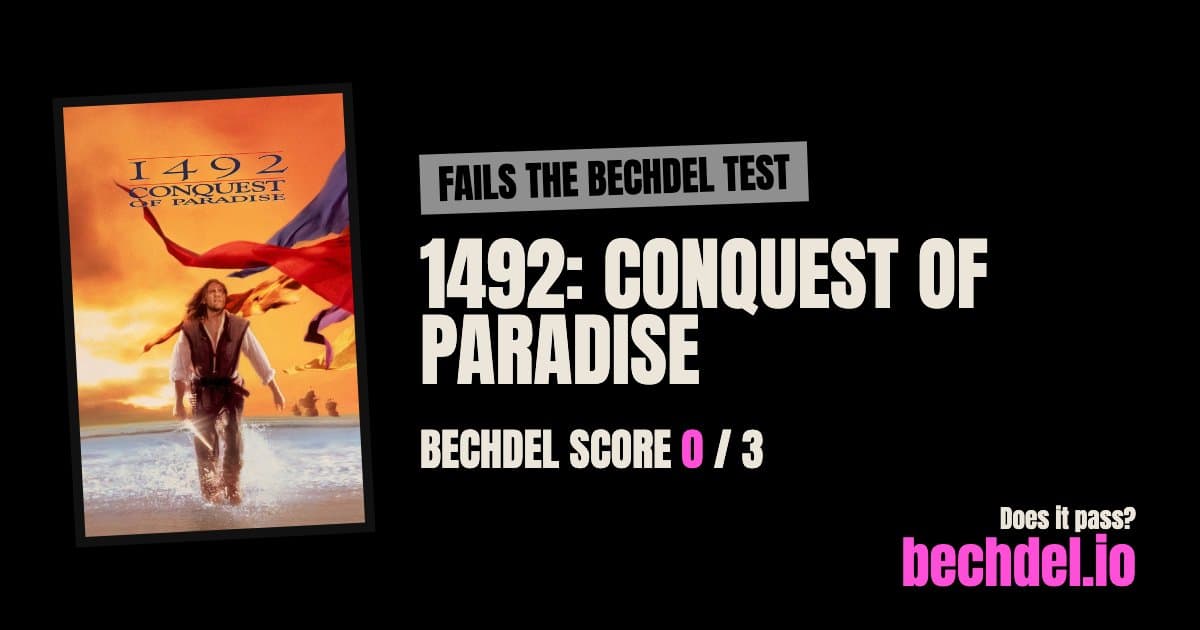 1492
CONQUEST
OF PARADISE
FAILS THE BECHDEL TEST
1492: CONQUEST OF
PARADISE
BECHDEL SCORE 0 / 3
Does it pass?
bechdel.io